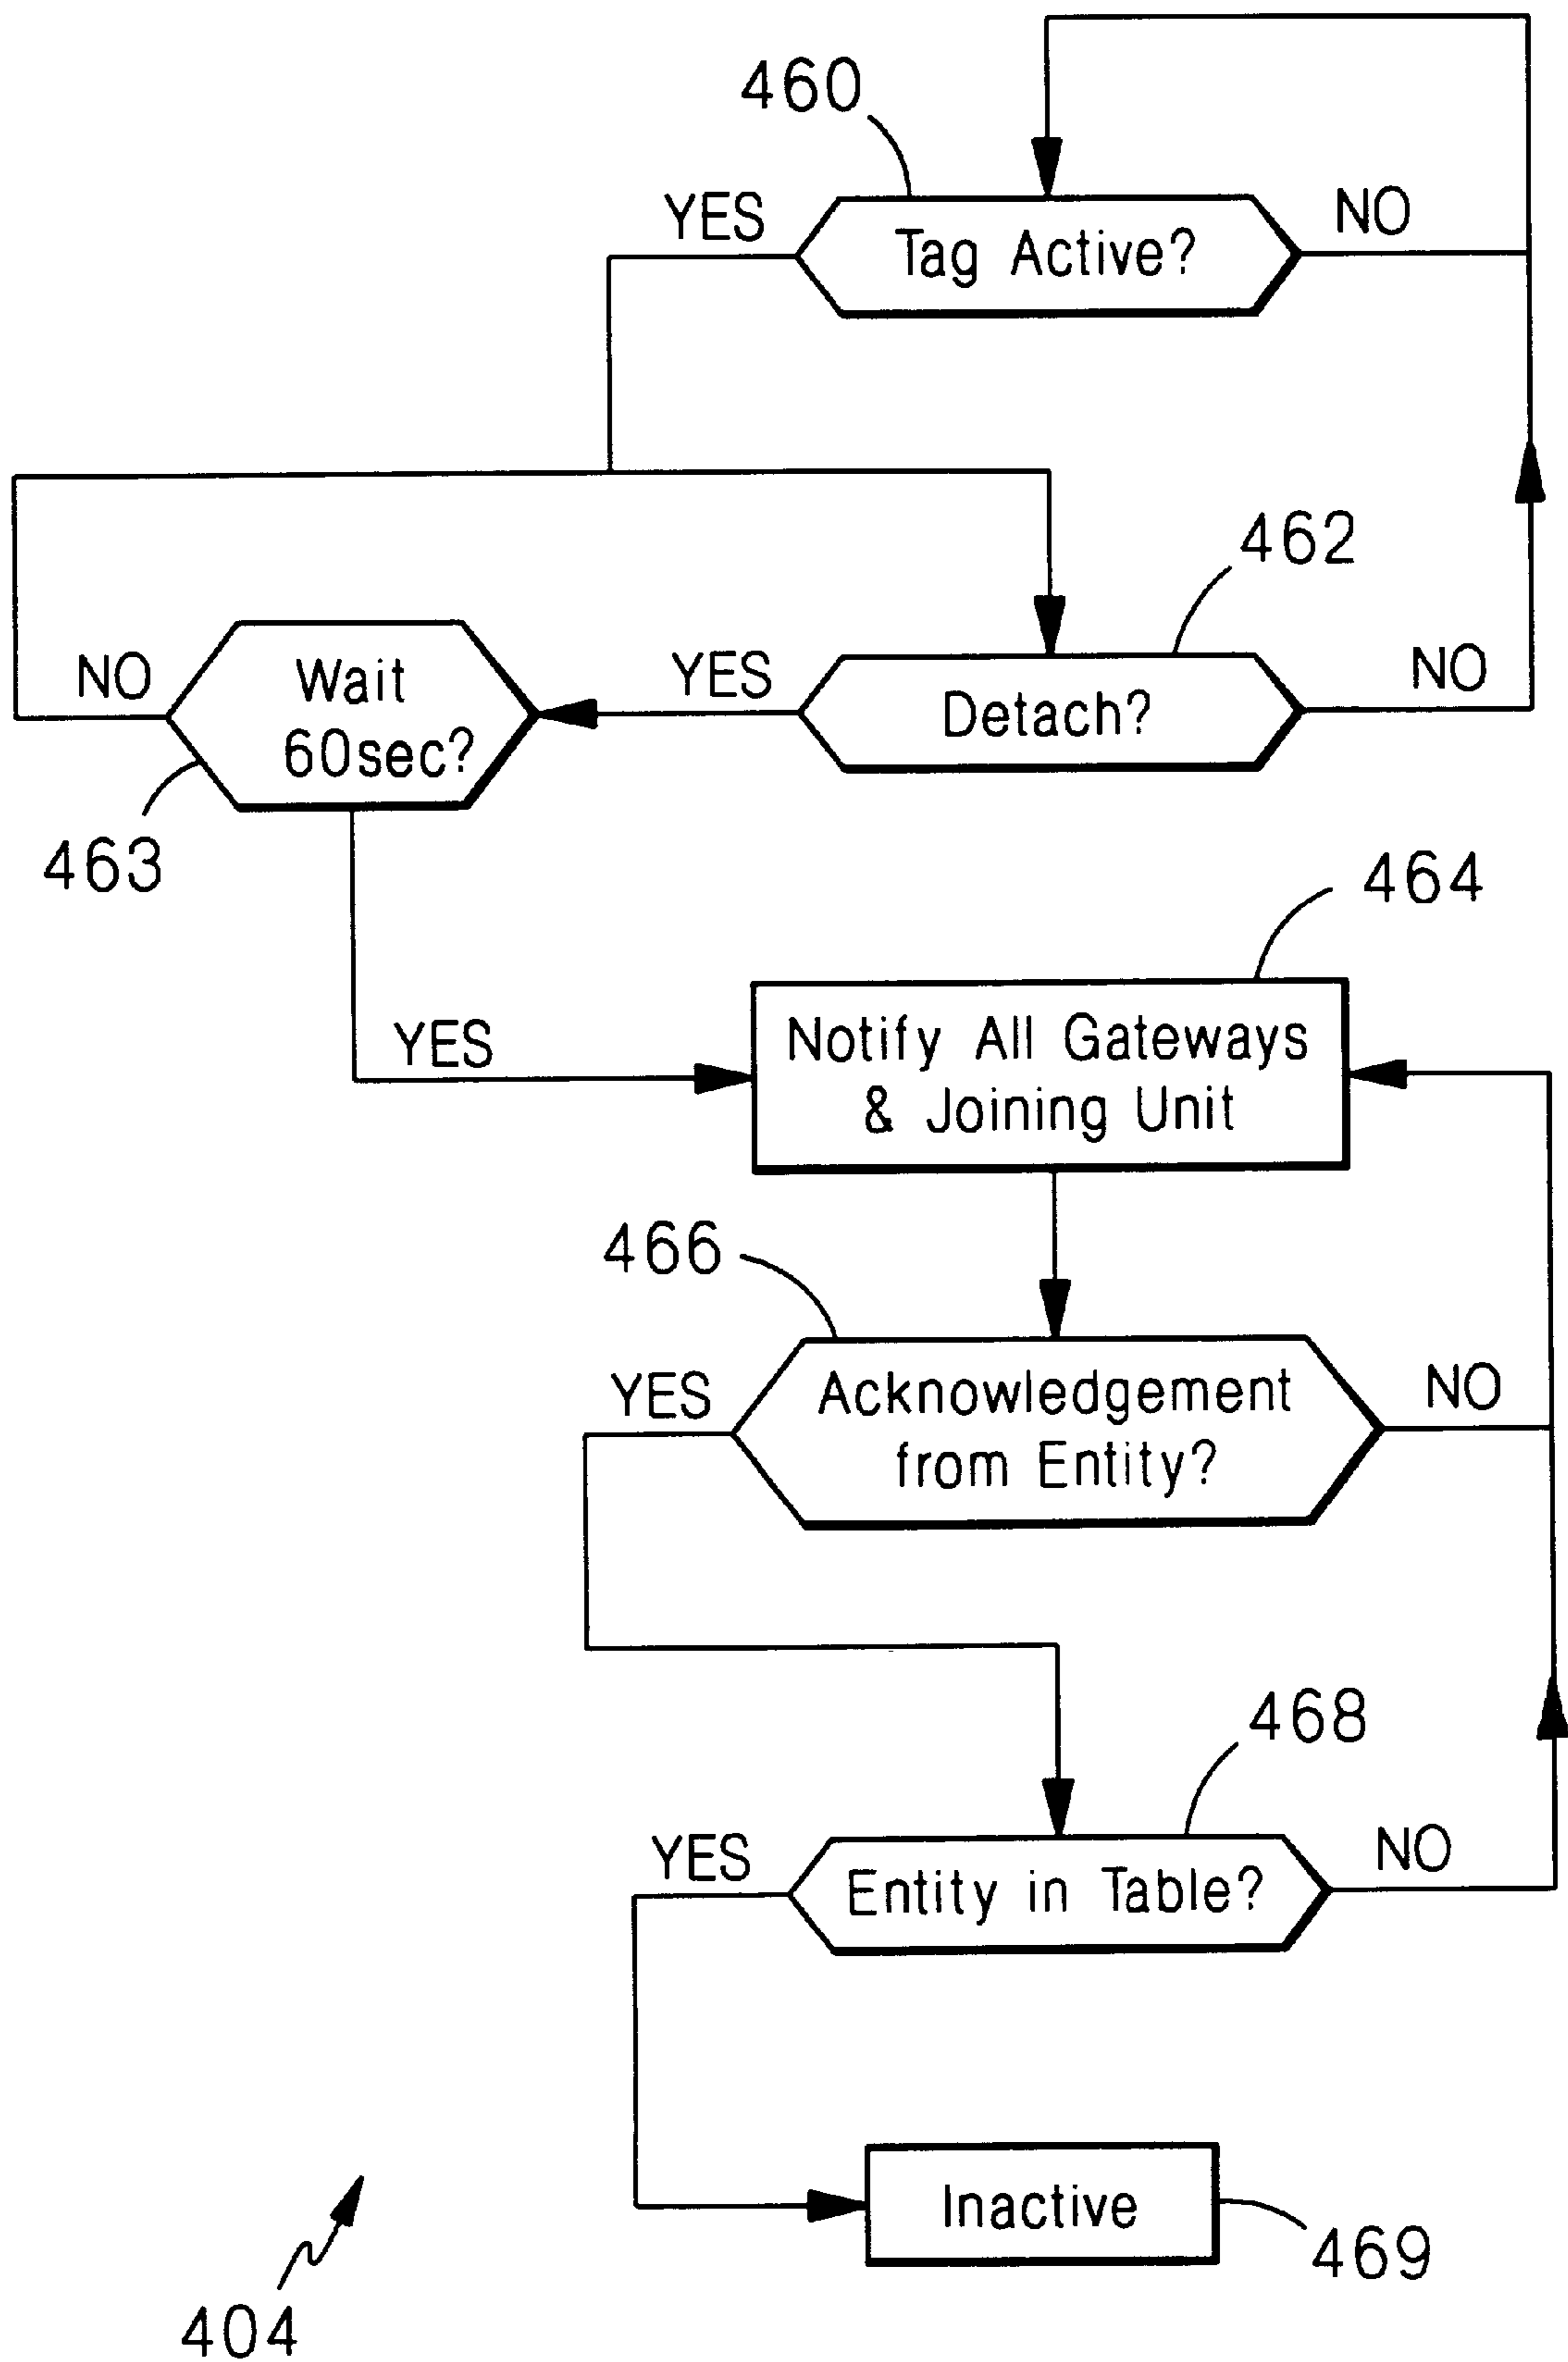 460
YES
NO
Tag Active?
462
NO
Wait
60sec?
YES
Detach?
NO
463
464
YES
Notify All Gateways
& Joining Unit
466
YES
Acknowledgement
from Entity?
NO
468
YES
Entity in Table?
NO
Inactive
469
404